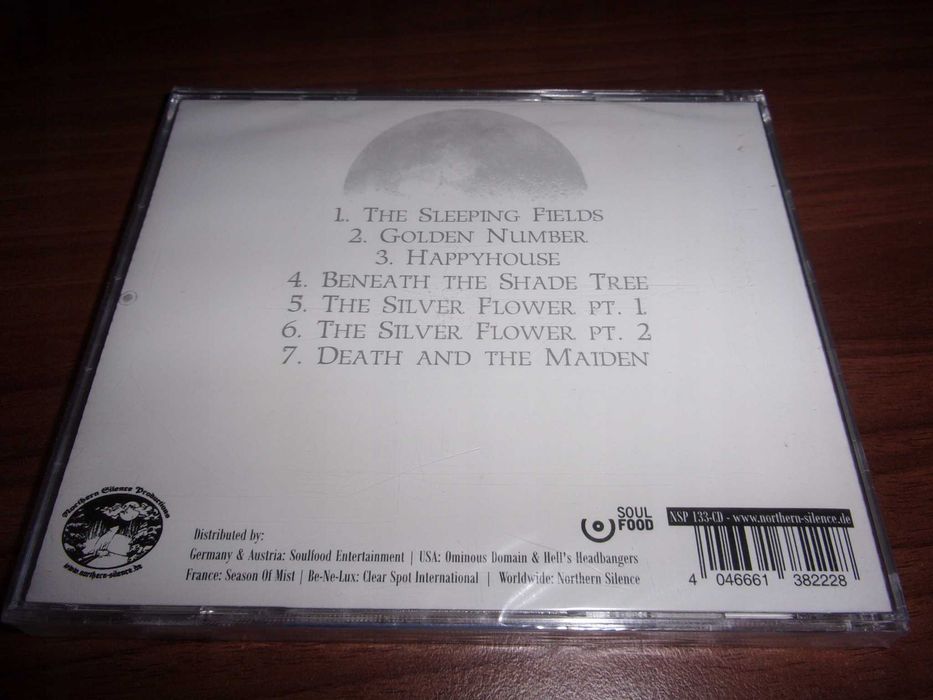 1. The Sleeping Fields
2. Golden Number
3. Happyhouse
4. Beneath the Shade Tree
5. The Silver Flower pt. 1
6. The Silver Flower pt. 2
7. Death and the Maiden
Northern Silence Productions
www.northern-silence.de
Distributed by:
Germany & Austria: Soulfood Entertainment | USA: Ominous Domain & Hell's Headbangers
France: Season Of Mist | Be-Ne-Lux: Clear Spot International | Worldwide: Northern Silence
SOUL
FOOD
NSP 133-CD - www.northern-silence.de
4 046661 382228